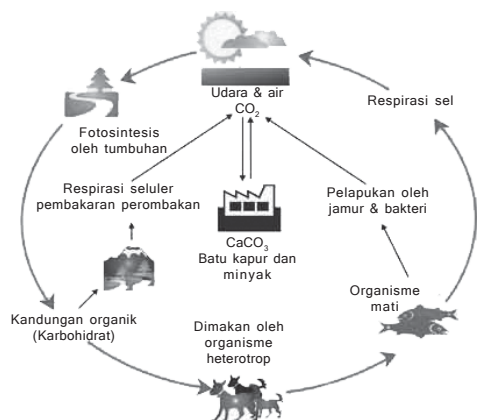 Udara & air
CO₂
Respirasi sel
Fotosintesis
oleh tumbuhan
Respirasi seluler
pembakaran perombakan
Pelapukan oleh
jamur & bakteri
CaCO₃
Batu kapur dan
minyak
Organisme
mati
Kandungan organik
(Karbohidrat)
Dimakan oleh
organisme
heterotrop